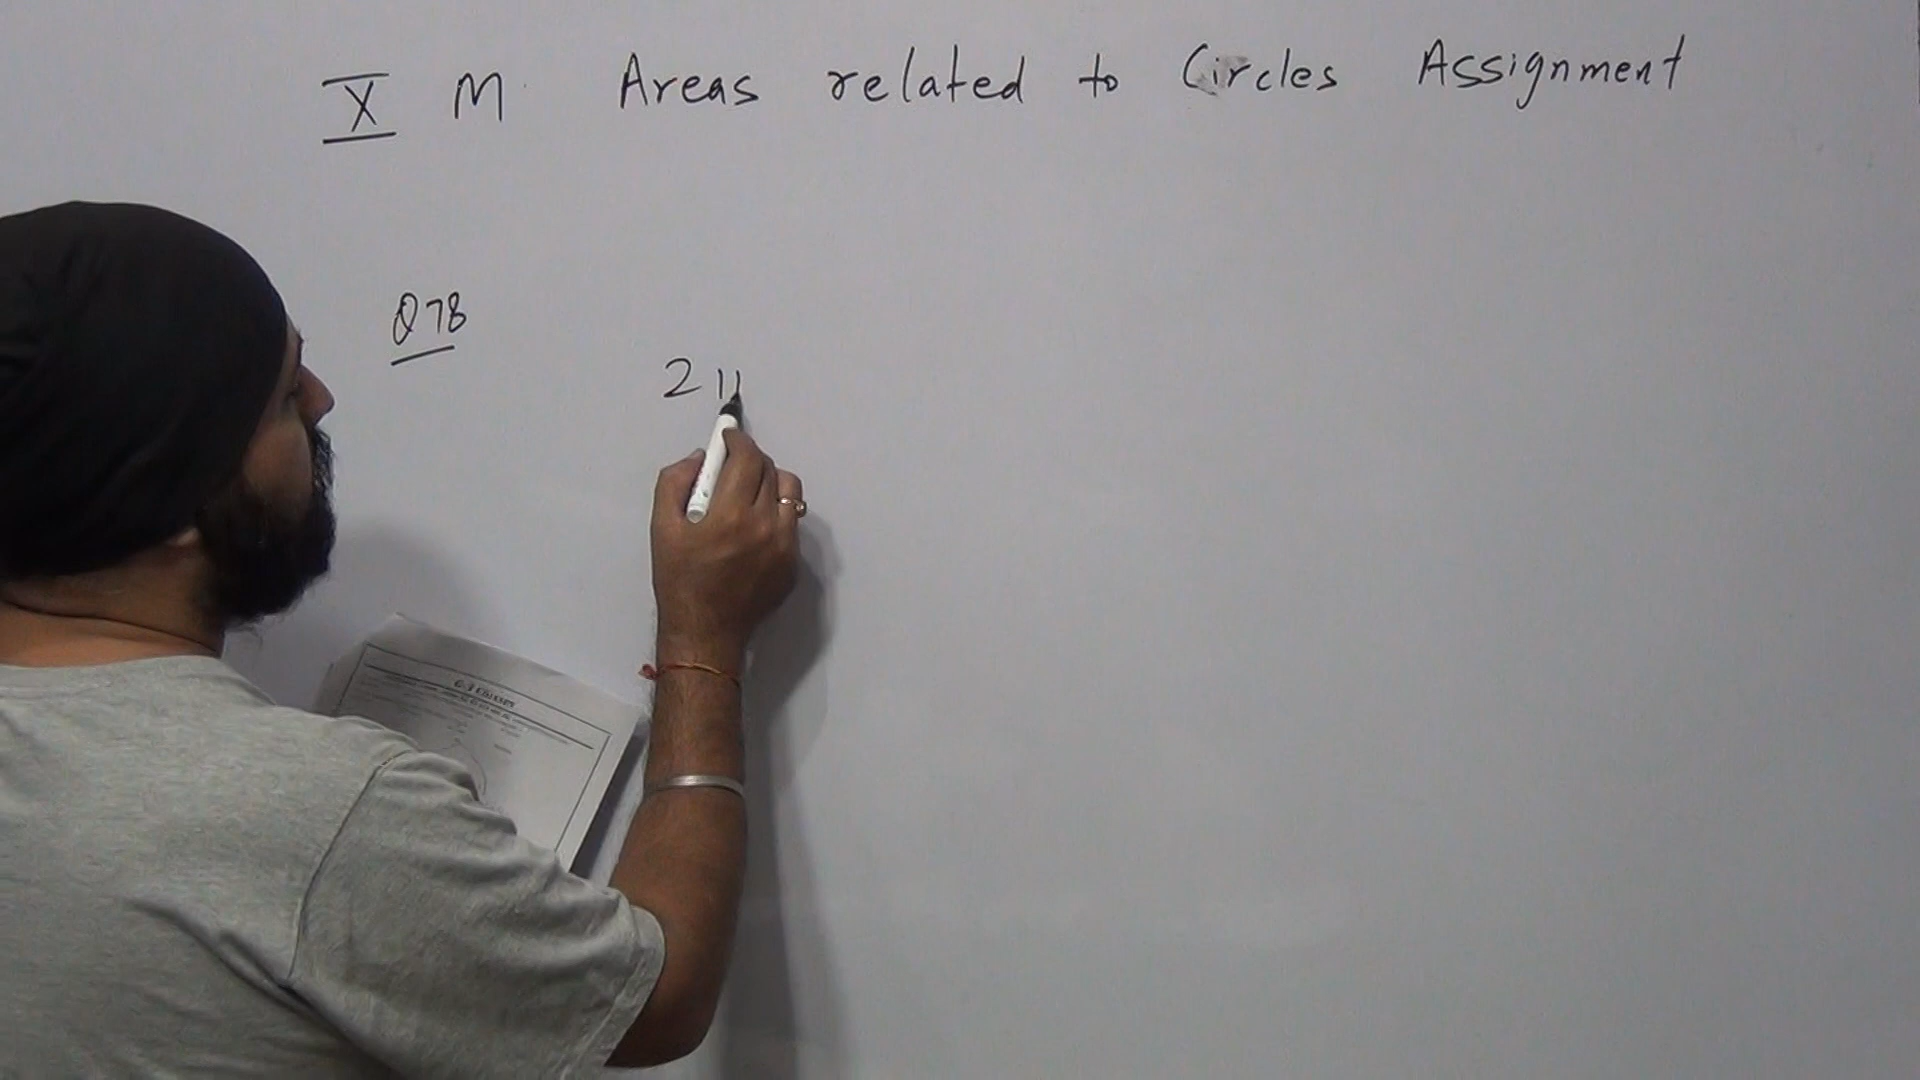 X M. Areas related to Circles Assignment
Q78
2 11